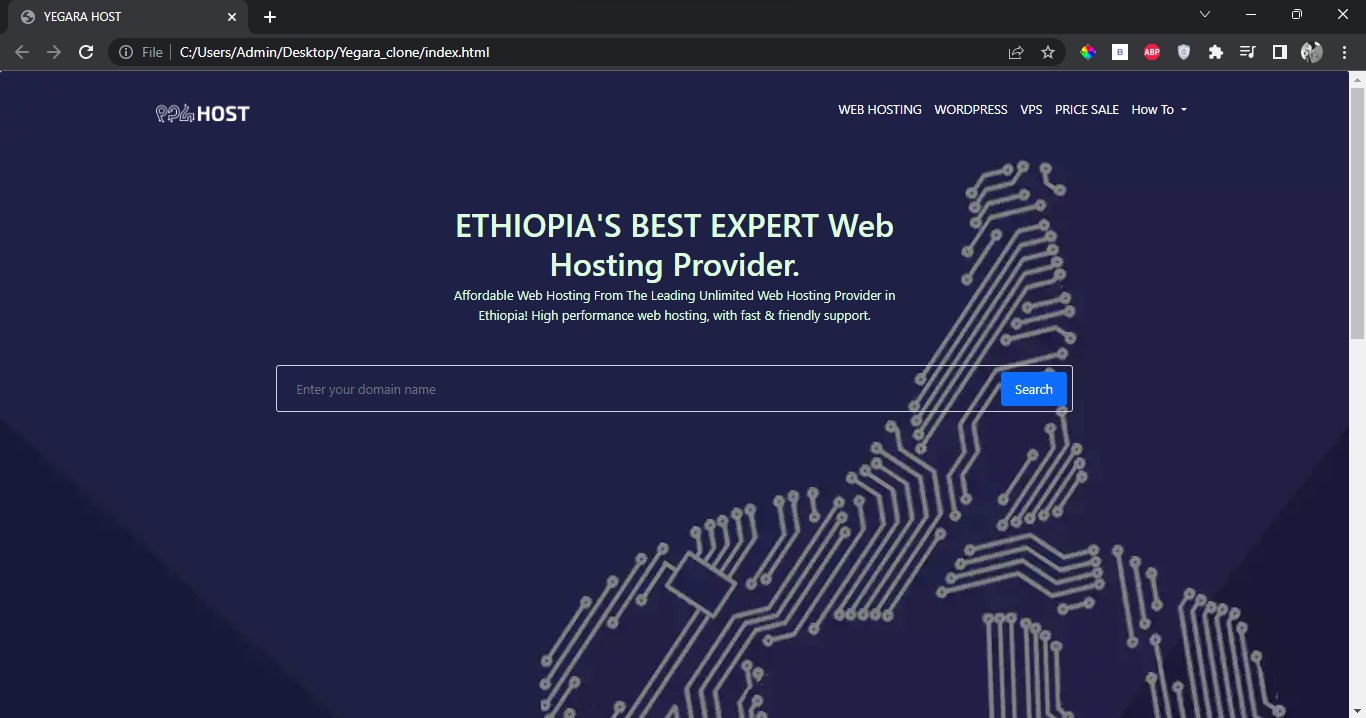 YEGARA HOST
File
C:/Users/Admin/Desktop/Yegara_clone/index.html
B
ABP
የጋራ HOST
WEB HOSTING WORDPRESS VPS PRICE SALE How To
ETHIOPIA'S BEST EXPERT Web
Hosting Provider.
Affordable Web Hosting From The Leading Unlimited Web Hosting Provider in
Ethiopia! High performance web hosting, with fast & friendly support.
Enter your domain name
Search